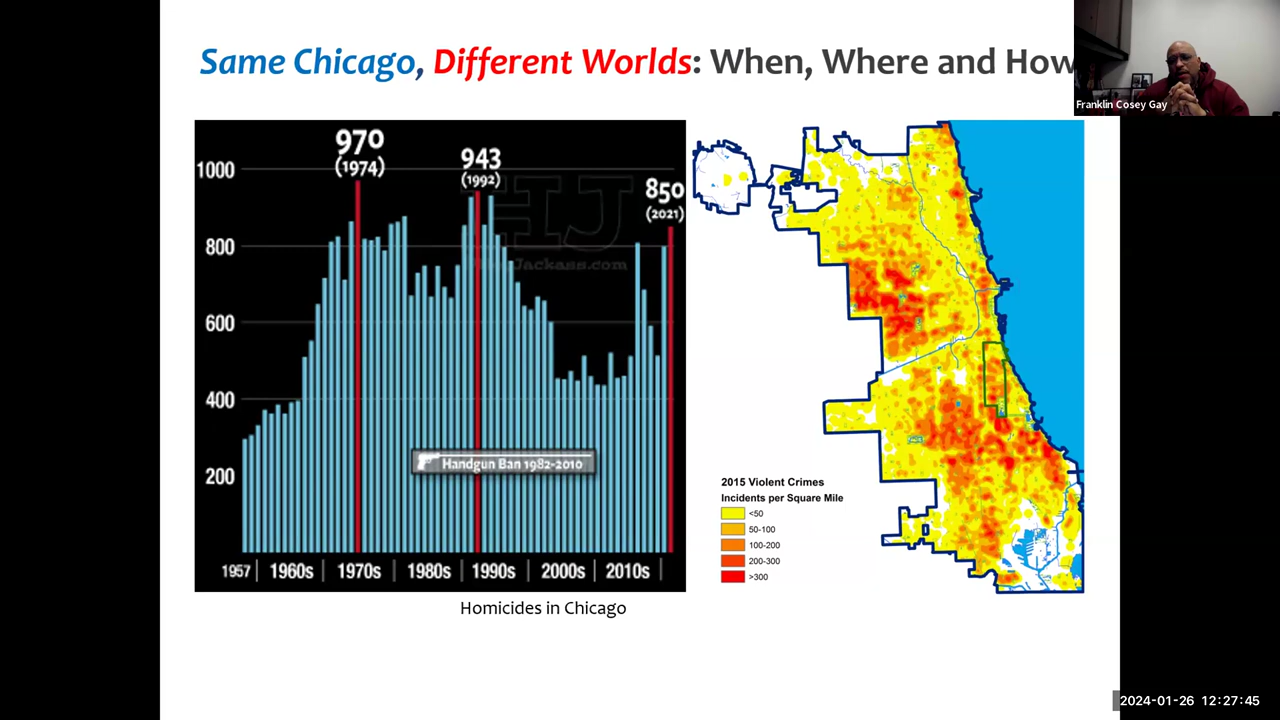 Same Chicago, Different Worlds: When, Where and How
Franklin Cosey Gay
970
(1974)
943
(1992)
850
(2021)
1000
800
600
400
200
HJ
Jackass.com
Handgun Ban 1982-2010
1957
1960s
1970s
1980s
1990s
2000s
2010s
Homicides in Chicago
2015 Violent Crimes
Incidents per Square Mile
<50
50-100
100-200
200-300
>300
2024-01-26 12:27:45